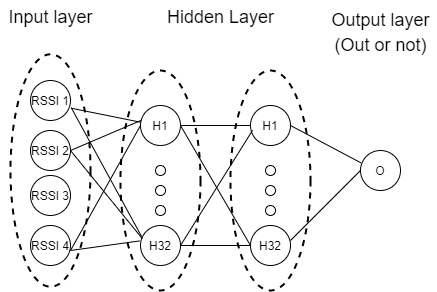 Input layer
Hidden Layer
Output layer
(Out or not)
RSSI 1
RSSI 2
RSSI 3
RSSI 4
H1
H32
H1
H32
O